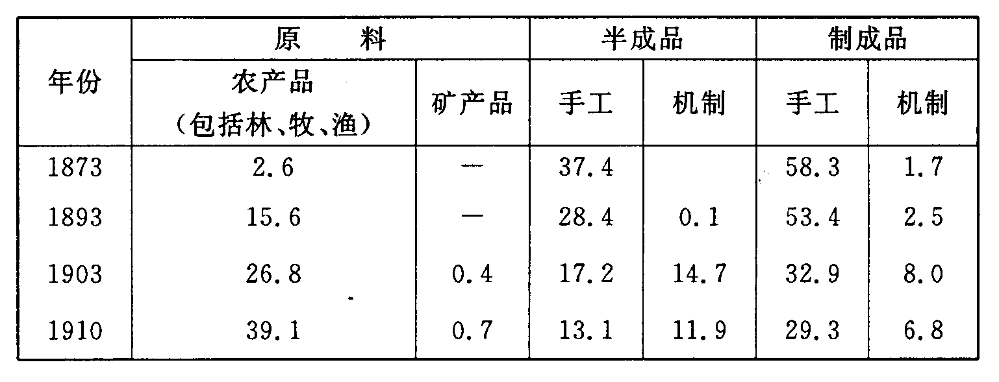 年份 原料 半成品 制成品
农产品 矿产品 手工 机制 手工 机制
(包括林、牧、渔)
1873 2.6 — 37.4 58.3 1.7
1893 15.6 — 28.4 0.1 53.4 2.5
1903 26.8 0.4 17.2 14.7 32.9 8.0
1910 39.1 0.7 13.1 11.9 29.3 6.8